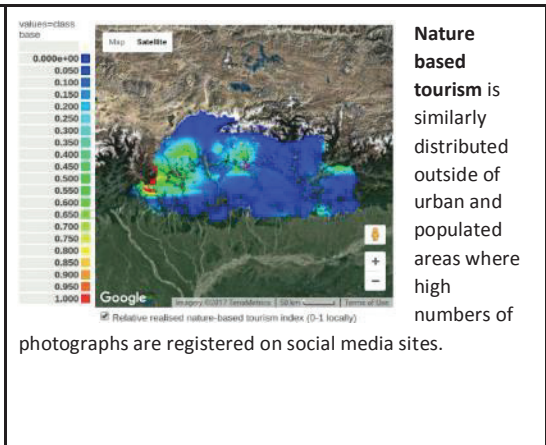 values=class
base
0.000e+00
0.050
0.100
0.150
0.200
0.250
0.300
0.350
0.400
0.450
0.500
0.550
0.600
0.650
0.700
0.750
0.800
0.850
0.900
0.950
1.000
Map Satellite
Google
Imagery ©2017 TerraMetrics 50 km Terms of Use
Relative realised nature-based tourism index (0-1 locally)
Nature
based
tourism is
similarly
distributed
outside of
urban and
populated
areas where
high
numbers of
photographs are registered on social media sites.